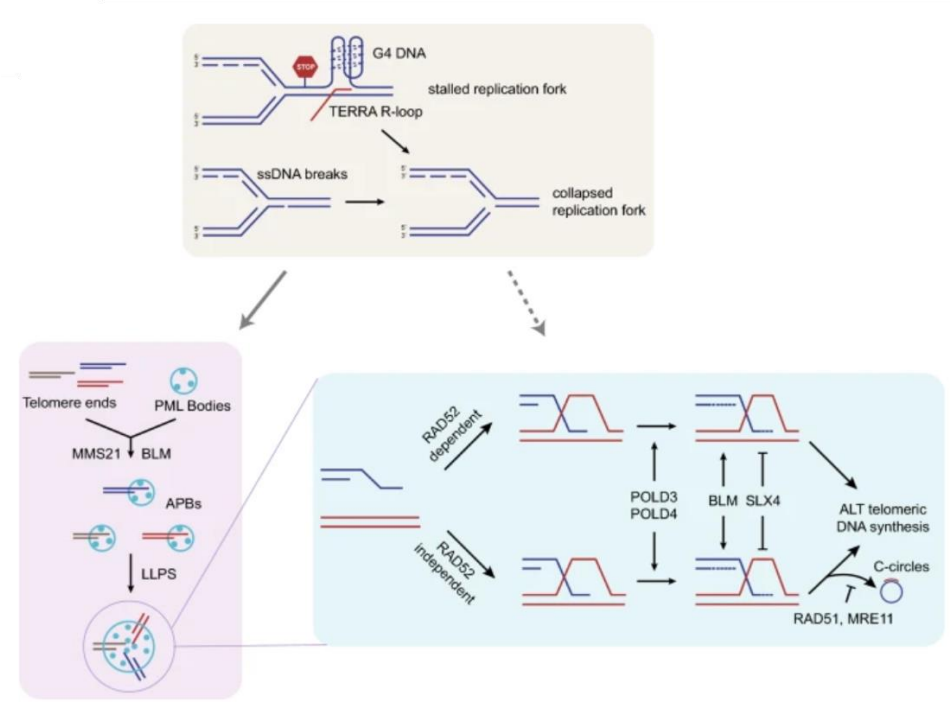 G4 DNA
STOP
stalled replication fork
TERRA R-loop
ssDNA breaks
collapsed
replication fork
Telomere ends
PML Bodies
MMS21
BLM
APBs
LLPS
RAD52
dependent
RAD52
independent
POLD3
POLD4
BLM
SLX4
ALT telomeric
DNA synthesis
C-circles
RAD51, MRE11